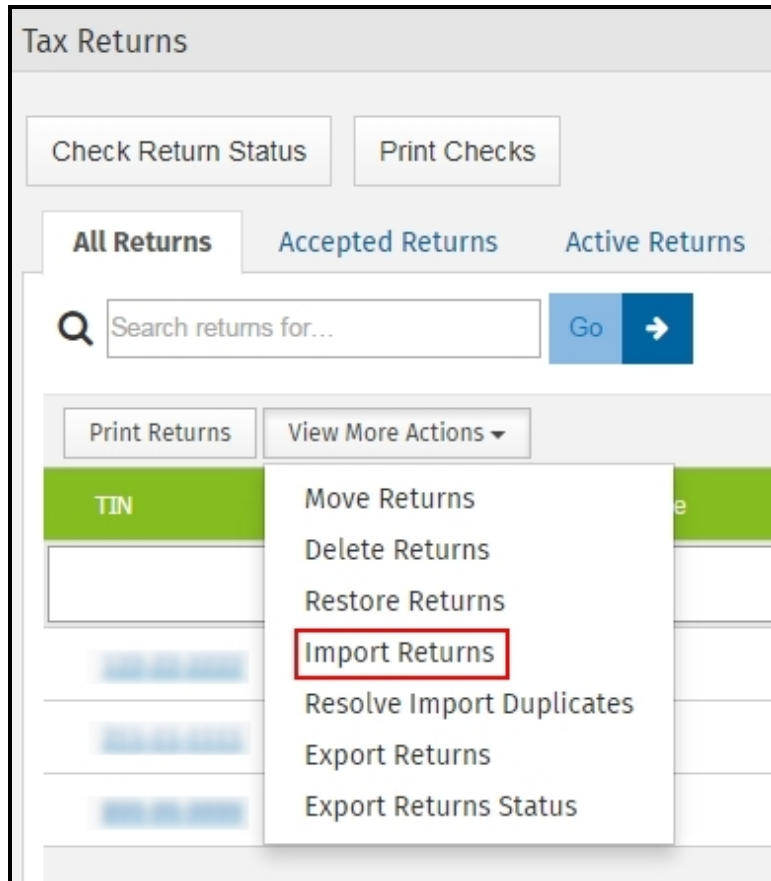 Tax Returns
Check Return Status Print Checks
All Returns Accepted Returns Active Returns
Search returns for...
Go
Print Returns View More Actions
TIN
Move Returns
Delete Returns
Restore Returns
Import Returns
Resolve Import Duplicates
Export Returns
Export Returns Status